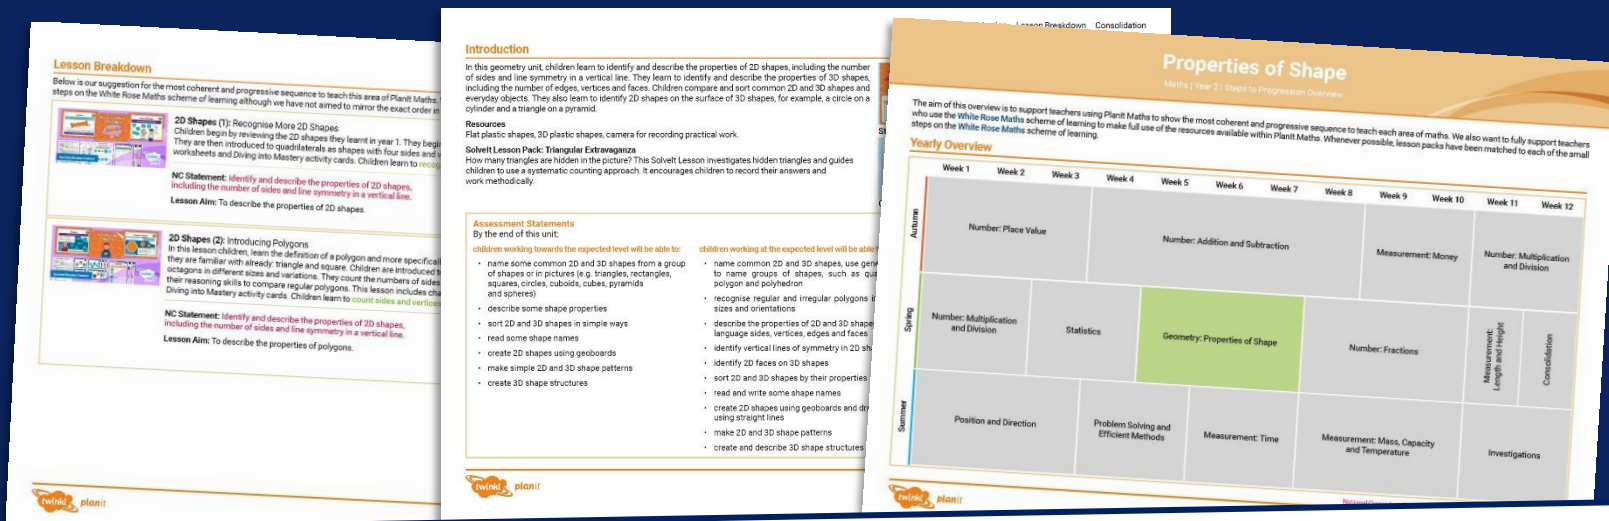 Lesson Breakdown
Below is our suggestion for the most coherent and progressive sequence to teach this area of PlanIt Maths.
steps on the White Rose Maths scheme of learning although we have not aimed to mirror the exact order in
2D Shapes (1): Recognise More 2D Shapes
Children begin by reviewing the 2D shapes they learnt in year 1. They begin
They are then introduced to quadrilaterals as shapes with four sides and
worksheets and Diving into Mastery activity cards. Children learn to
NC Statement: Identify and describe the properties of 2D shapes,
including the number of sides and line symmetry in a vertical line.
Lesson Aim: To describe the properties of 2D shapes.
2D Shapes (2): Introducing Polygons
In this lesson children, learn the definition of a polygon and more specifical
they are familiar with already: triangle and square. Children are introduced
octagons in different sizes and variations. They count the numbers of sides
their reasoning skills to compare regular polygons. This lesson includes
Diving into Mastery activity cards. Children learn to count sides and vertices
NC Statement: Identify and describe the properties of 2D shapes,
including the number of sides and line symmetry in a vertical line.
Lesson Aim: To describe the properties of polygons.
twinkl planit
Lesson Breakdown Consolidation
Introduction
In this geometry unit, children learn to identify and describe the properties of 2D shapes, including the number
of sides and line symmetry in a vertical line. They learn to identify and describe the properties of 3D shapes,
including the number of edges, vertices and faces. Children compare and sort common 2D and 3D shapes and
everyday objects. They also learn to identify 2D shapes on the surface of 3D shapes, for example, a circle on a
cylinder and a triangle on a pyramid.
Resources
Flat plastic shapes, 3D plastic shapes, camera for recording practical work.
SolveIt Lesson Pack: Triangular Extravaganza
How many triangles are hidden in the picture? This SolveIt Lesson investigates hidden triangles and guides
children to use a systematic counting approach. It encourages children to record their answers and
work methodically.
Assessment Statements
By the end of this unit;
children working towards the expected level will be able to:
• name some common 2D and 3D shapes from a group
of shapes or in pictures (e.g. triangles, rectangles,
squares, circles, cuboids, cubes, pyramids
and spheres)
• describe some shape properties
• sort 2D and 3D shapes in simple ways
• read some shape names
• create 2D shapes using geoboards
• make simple 2D and 3D shape patterns
• create 3D shape structures
children working at the expected level will be able
• name common 2D and 3D shapes, use
to name groups of shapes, such as
polygon and polyhedron
• recognise regular and irregular polygons
sizes and orientations
• describe the properties of 2D and 3D shape
language sides, vertices, edges and faces
• identify vertical lines of symmetry in 2D
• identify 2D faces on 3D shapes
• sort 2D and 3D shapes by their properties
• read and write some shape names
• create 2D shapes using geoboards and
using straight lines
• make 2D and 3D shape patterns
• create and describe 3D shape structures
twinkl planit
Properties of Shape
Maths | Year 2 | Steps to Progression Overview
The aim of this overview is to support teachers using PlanIt Maths to show the most coherent and progressive sequence to teach each area of maths. We also want to fully support teachers
who use the White Rose Maths scheme of learning to make full use of the resources available within PlanIt Maths. Whenever possible, lesson packs have been matched to each of the small
steps on the White Rose Maths scheme of learning.
Yearly Overview
Week 1 Week 2 Week 3 Week 4 Week 5 Week 6 Week 7 Week 8 Week 9 Week 10 Week 11 Week 12
Autumn
Number: Place Value
Number: Addition and Subtraction
Measurement: Money
Number: Multiplication
and Division
Spring
Number: Multiplication
and Division
Statistics
Geometry: Properties of Shape
Number: Fractions
Measurement:
Length and Height
Consolidation
Summer
Position and Direction
Problem Solving and
Efficient Methods
Measurement: Time
Measurement: Mass, Capacity
and Temperature
Investigations
twinkl planit